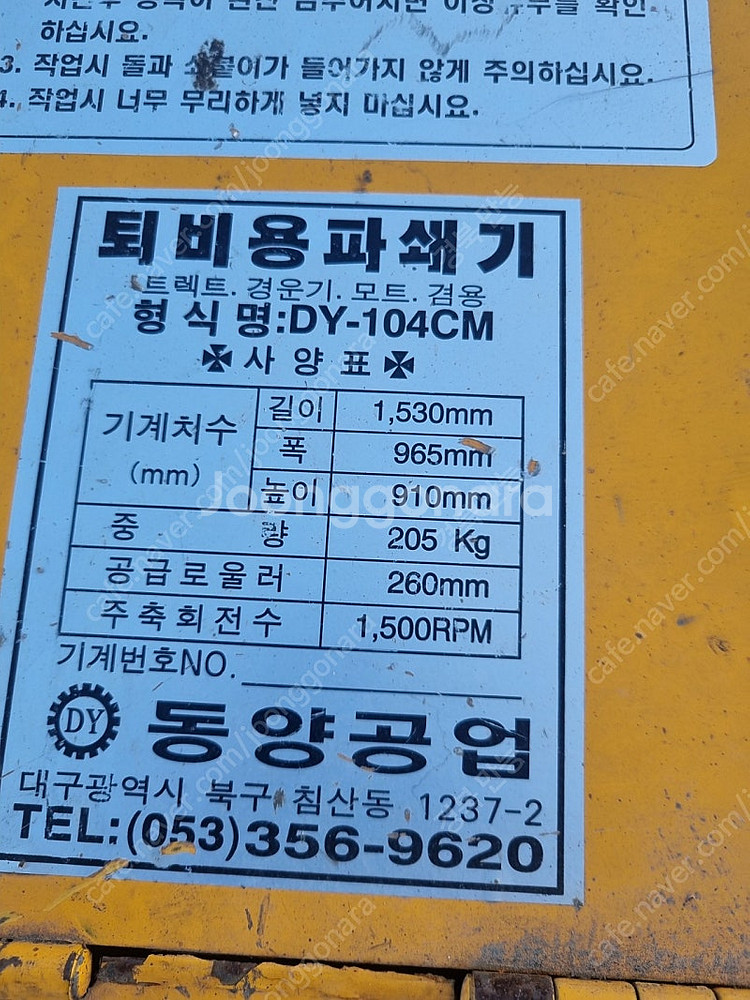 하십시요.
3. 작업시 돌과 쇠붙이가 들어가지 않게 주의하십시요.
4. 작업시 너무 무리하게 넣지 마십시요.
퇴비용파쇄기
트렉트. 경운기. 모트. 겸용
형식명:DY-104CM
사양표
기계처수 (mm)
길이 1,530mm
폭 965mm
높이 910mm
중 량 205 Kg
공급로울러 260mm
주축회전수 1,500RPM
기계번호NO.
DY 동양공업
대구광역시 북구 침산동 1237-2
TEL:(053)356-9620
Joonggonara
cafe.naver.com/joonggonara